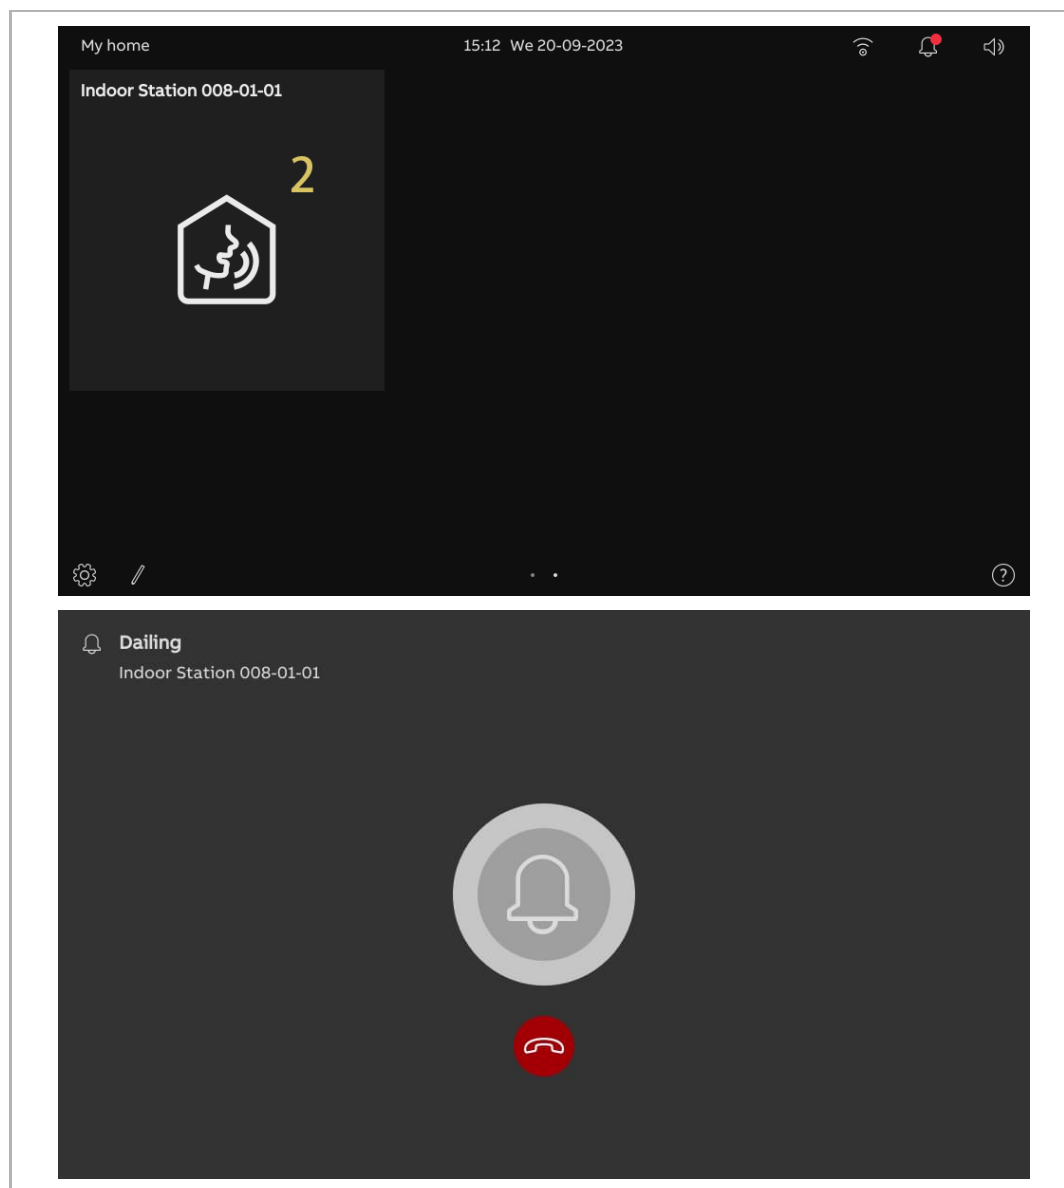 My home
15:12 We 20-09-2023
Indoor Station 008-01-01
2
?
Dailing
Indoor Station 008-01-01